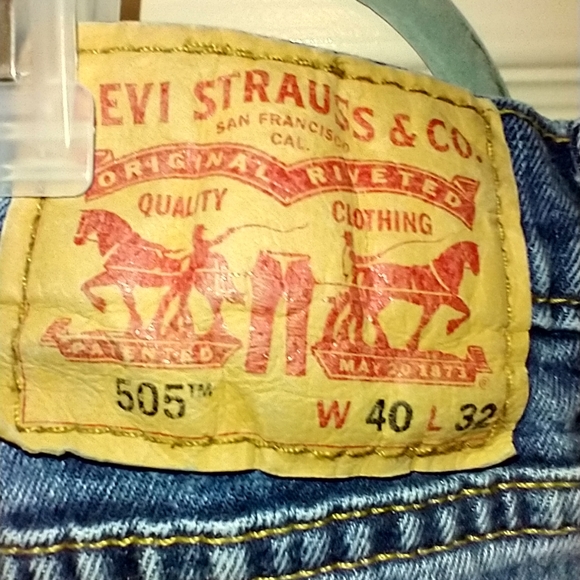 EVI STRAUSS & CO.
SAN FRANCISCO
CAL.
ORIGINAL RIVETED
QUALITY CLOTHING
PATENTED MAY 20 1873
505™ W 40 L 32